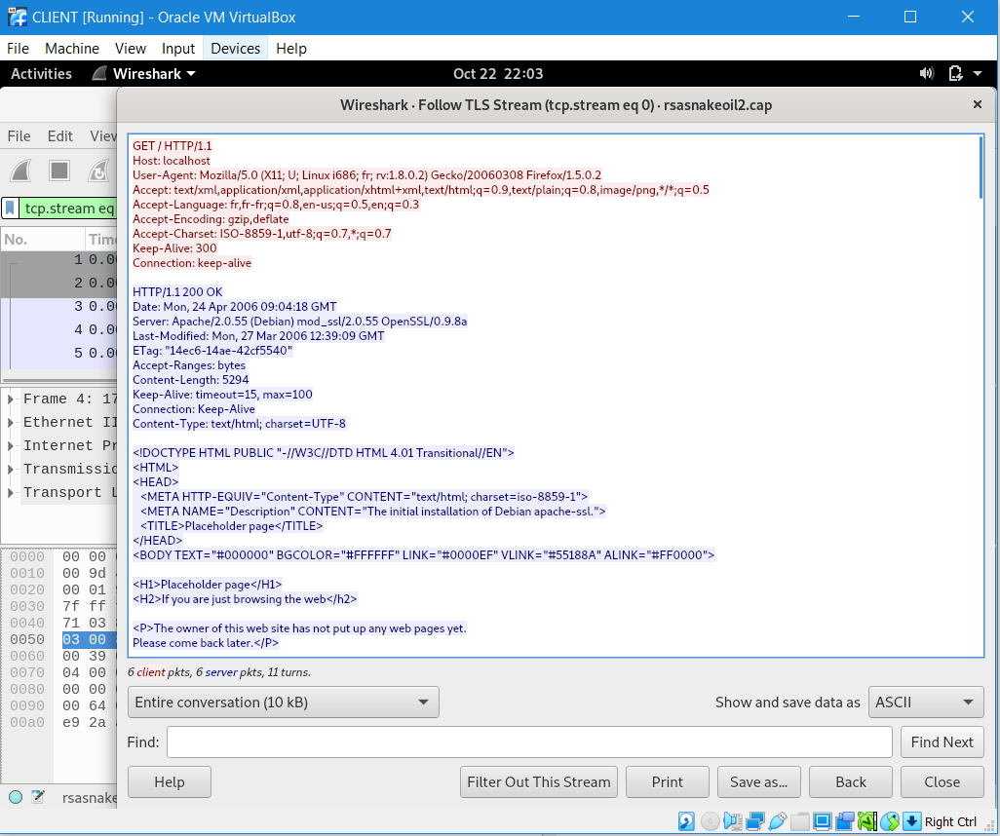 CLIENT [Running] - Oracle VM VirtualBox
File Machine View Input Devices Help
Activities Wireshark Oct 22 22:03
Wireshark · Follow TLS Stream (tcp.stream eq 0) · rsasnakeoil2.cap
File Edit View
tcp.stream eq
No. Time
1 0.00
2 0.00
3 0.00
4 0.00
5 0.00
Frame 4: 17
Ethernet II
Internet Pr
Transmissio
Transport L
0000 00 00
0010 00 9d
0020 00 01
0030 7f ff
0040 71 03
0050 03 00
0060 00 39
0070 04 00
0080 00 00
0090 00 64
00a0 e9 2a
rsasnake
GET / HTTP/1.1
Host: localhost
User-Agent: Mozilla/5.0 (X11; U; Linux i686; fr; rv:1.8.0.2) Gecko/20060308 Firefox/1.5.0.2
Accept: text/xml,application/xml,application/xhtml+xml,text/html;q=0.9,text/plain;q=0.8,image/png,*/*;q=0.5
Accept-Language: fr,fr-fr;q=0.8,en-us;q=0.5,en;q=0.3
Accept-Encoding: gzip,deflate
Accept-Charset: ISO-8859-1,utf-8;q=0.7,*;q=0.7
Keep-Alive: 300
Connection: keep-alive
HTTP/1.1 200 OK
Date: Mon, 24 Apr 2006 09:04:18 GMT
Server: Apache/2.0.55 (Debian) mod_ssl/2.0.55 OpenSSL/0.9.8a
Last-Modified: Mon, 27 Mar 2006 12:39:09 GMT
ETag: "14ec6-14ae-42cf5540"
Accept-Ranges: bytes
Content-Length: 5294
Keep-Alive: timeout=15, max=100
Connection: Keep-Alive
Content-Type: text/html; charset=UTF-8
<!DOCTYPE HTML PUBLIC "-//W3C//DTD HTML 4.01 Transitional//EN">
<HTML>
<HEAD>
<META HTTP-EQUIV="Content-Type" CONTENT="text/html; charset=iso-8859-1">
<META NAME="Description" CONTENT="The initial installation of Debian apache-ssl.">
<TITLE>Placeholder page</TITLE>
</HEAD>
<BODY TEXT="#000000" BGCOLOR="#FFFFFF" LINK="#0000EF" VLINK="#55188A" ALINK="#FF0000">
<H1>Placeholder page</H1>
<H2>If you are just browsing the web</h2>
<P>The owner of this web site has not put up any web pages yet.
Please come back later.</P>
6 client pkts, 6 server pkts, 11 turns.
Entire conversation (10 kB) Show and save data as ASCII
Find: Find Next
Help Filter Out This Stream Print Save as... Back Close
Right Ctrl